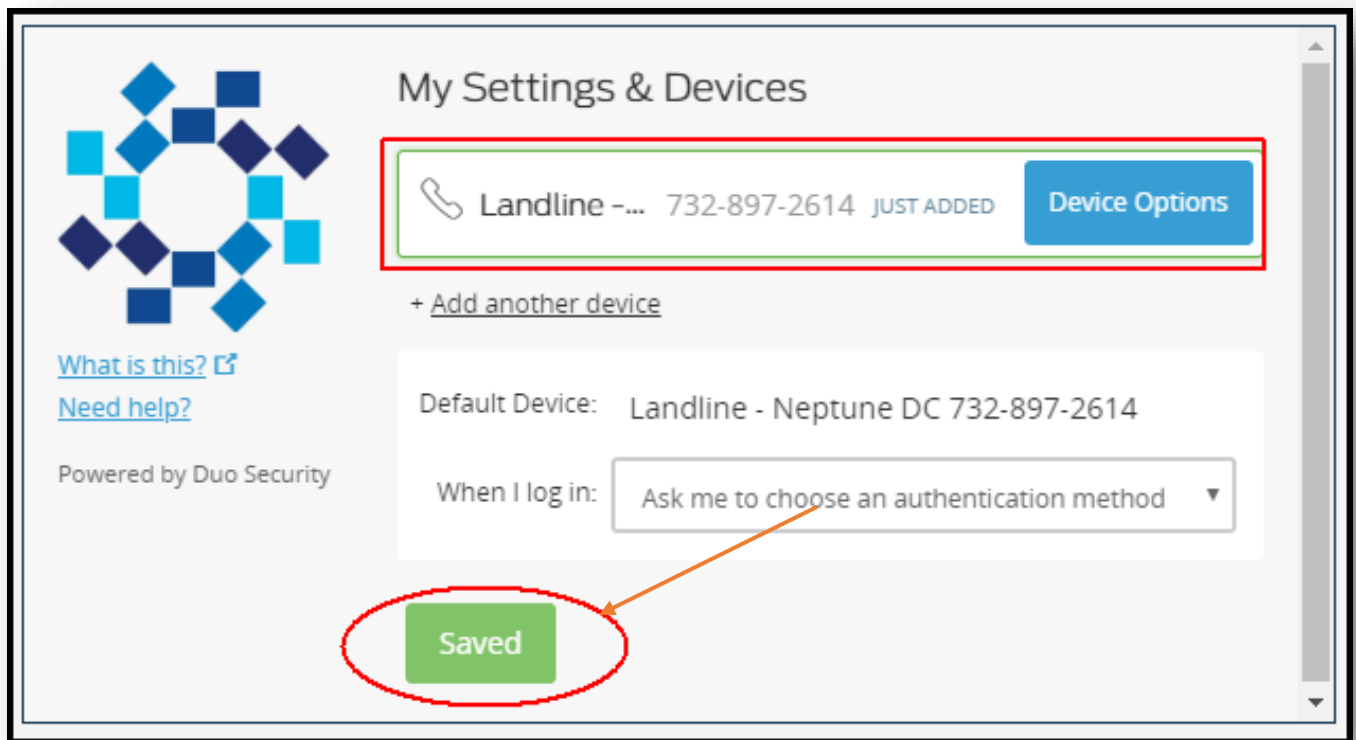 My Settings & Devices
Landline -... 732-897-2614 JUST ADDED Device Options
+ Add another device
What is this?
Need help?
Powered by Duo Security
Default Device: Landline - Neptune DC 732-897-2614
When I log in: Ask me to choose an authentication method
Saved